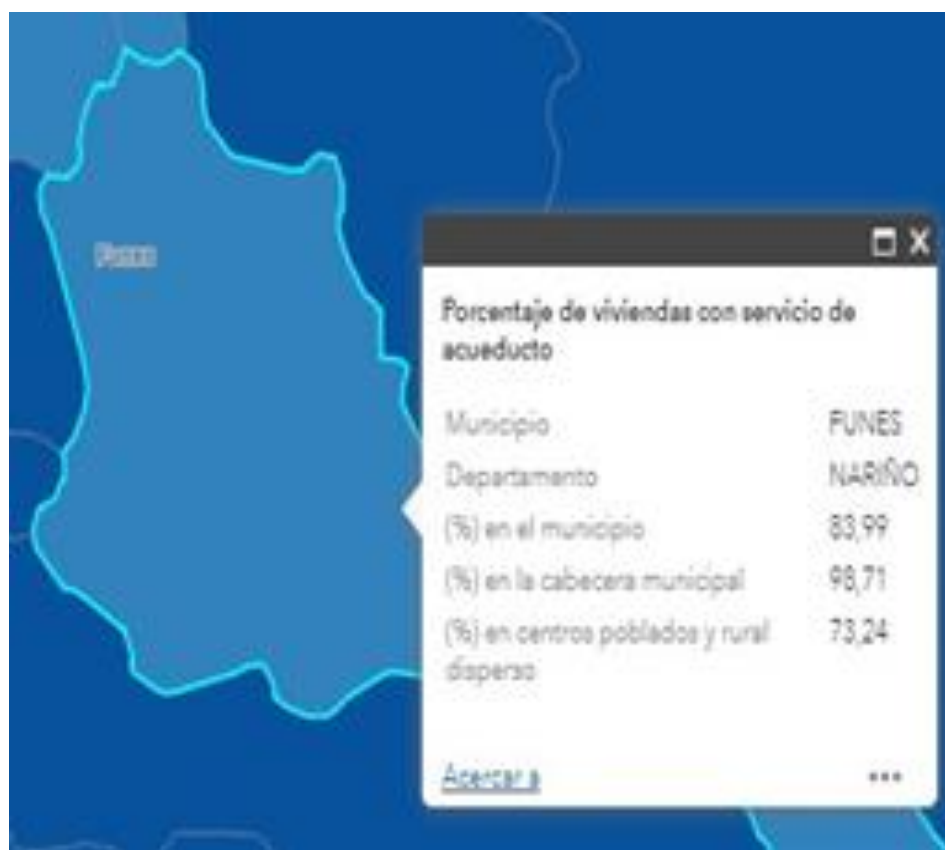 Porcentaje de viviendas con servicio de
acueducto
Municipio FUNES
Departamento NARIÑO
(%) en el municipio 83,99
(%) en la cabecera municipal 98,71
(%) en centros poblados y rural 73,24
disperso
Acercar a